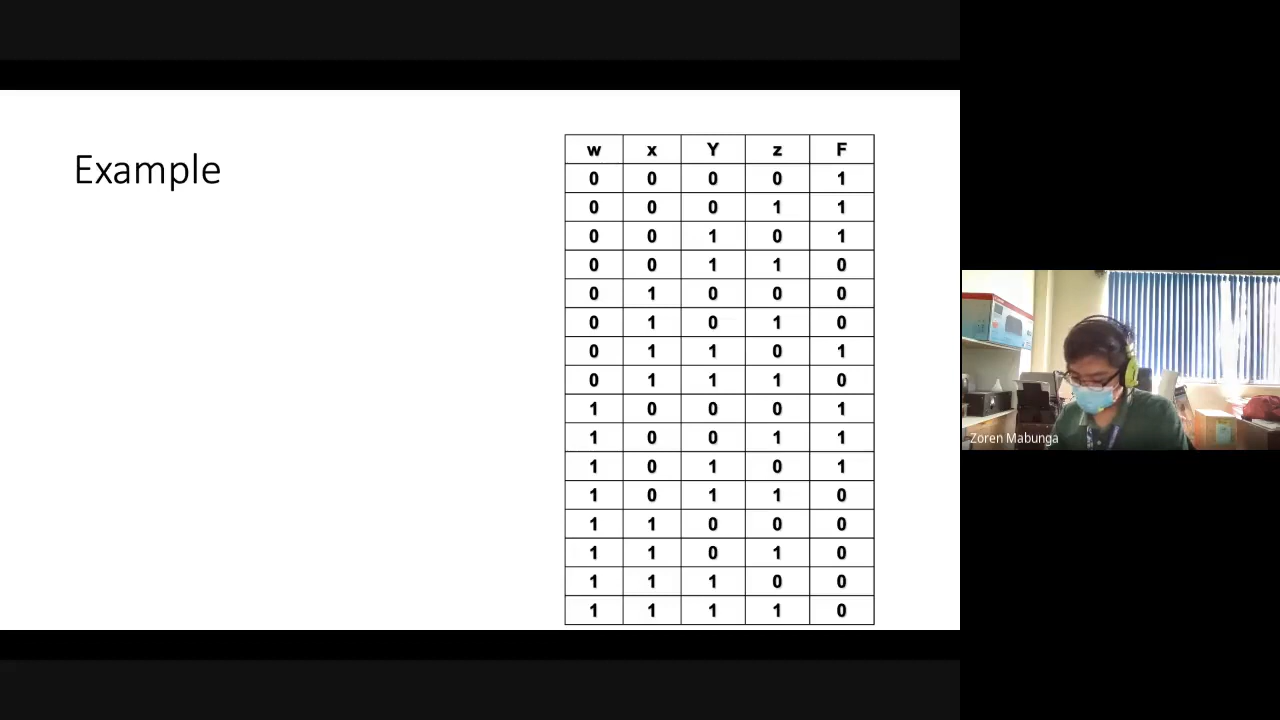 Example
w x Y z F
0 0 0 0 1
0 0 0 1 1
0 0 1 0 1
0 0 1 1 0
0 1 0 0 0
0 1 0 1 0
0 1 1 0 1
0 1 1 1 0
1 0 0 0 1
1 0 0 1 1
1 0 1 0 1
1 0 1 1 0
1 1 0 0 0
1 1 0 1 0
1 1 1 0 0
1 1 1 1 0
Zoren Mabunga